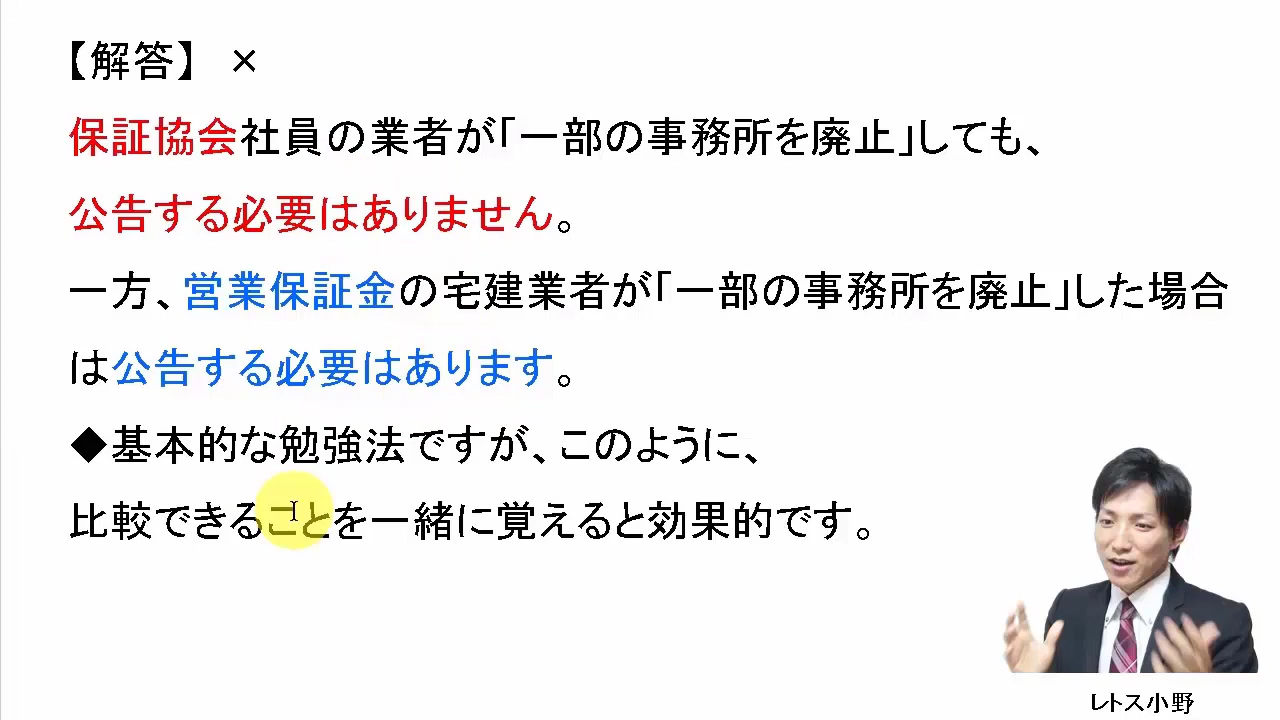 【解答】 ×
保証協会社員の業者が「一部の事務所を廃止」しても、
公告する必要はありません。
一方、営業保証金の宅建業者が「一部の事務所を廃止」した場合
は公告する必要はあります。
◆基本的な勉強法ですが、このように、
比較できることを一緒に覚えると効果的です。
レトス小野